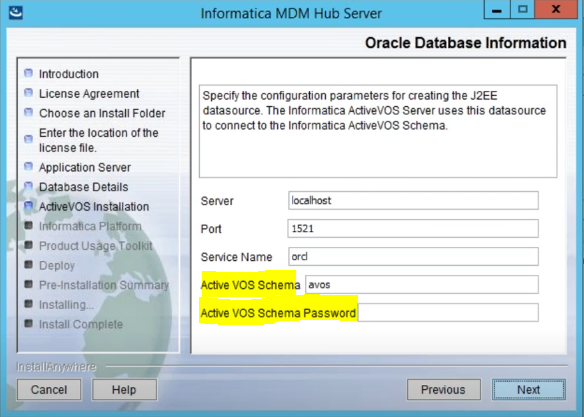 Informatica MDM Hub Server
Oracle Database Information
Introduction
License Agreement
Choose an Install Folder
Enter the location of the
license file.
Application Server
Database Details
ActiveVOS Installation
Informatica Platform
Product Usage Toolkit
Deploy
Pre-Installation Summary
Installing...
Install Complete
Specify the configuration parameters for creating the J2EE
datasource. The Informatica ActiveVOS Server uses this datasource
to connect to the Informatica ActiveVOS Schema.
Server localhost
Port 1521
Service Name orcl
Active VOS Schema avos
Active VOS Schema Password
InstallAnywhere
Cancel Help Previous Next